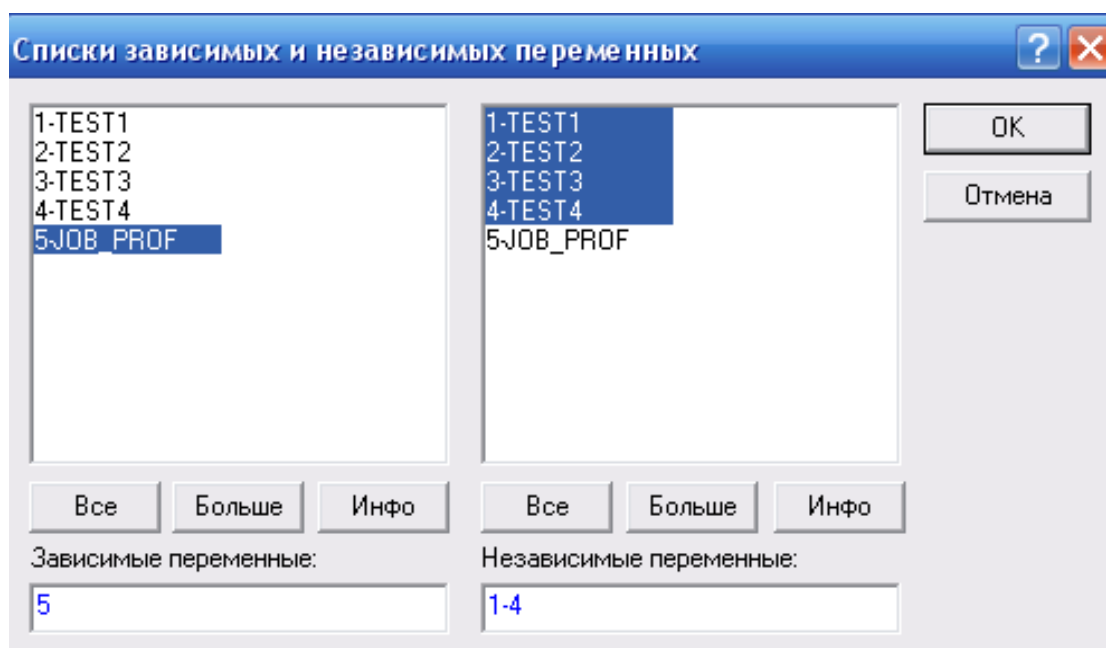 Списки зависимых и независимых переменных
?
1-TEST1
2-TEST2
3-TEST3
4-TEST4
5-JOB_PROF
1-TEST1
2-TEST2
3-TEST3
4-TEST4
5-JOB_PROF
OK
Отмена
Все
Больше
Инфо
Все
Больше
Инфо
Зависимые переменные:
Независимые переменные:
5
1-4